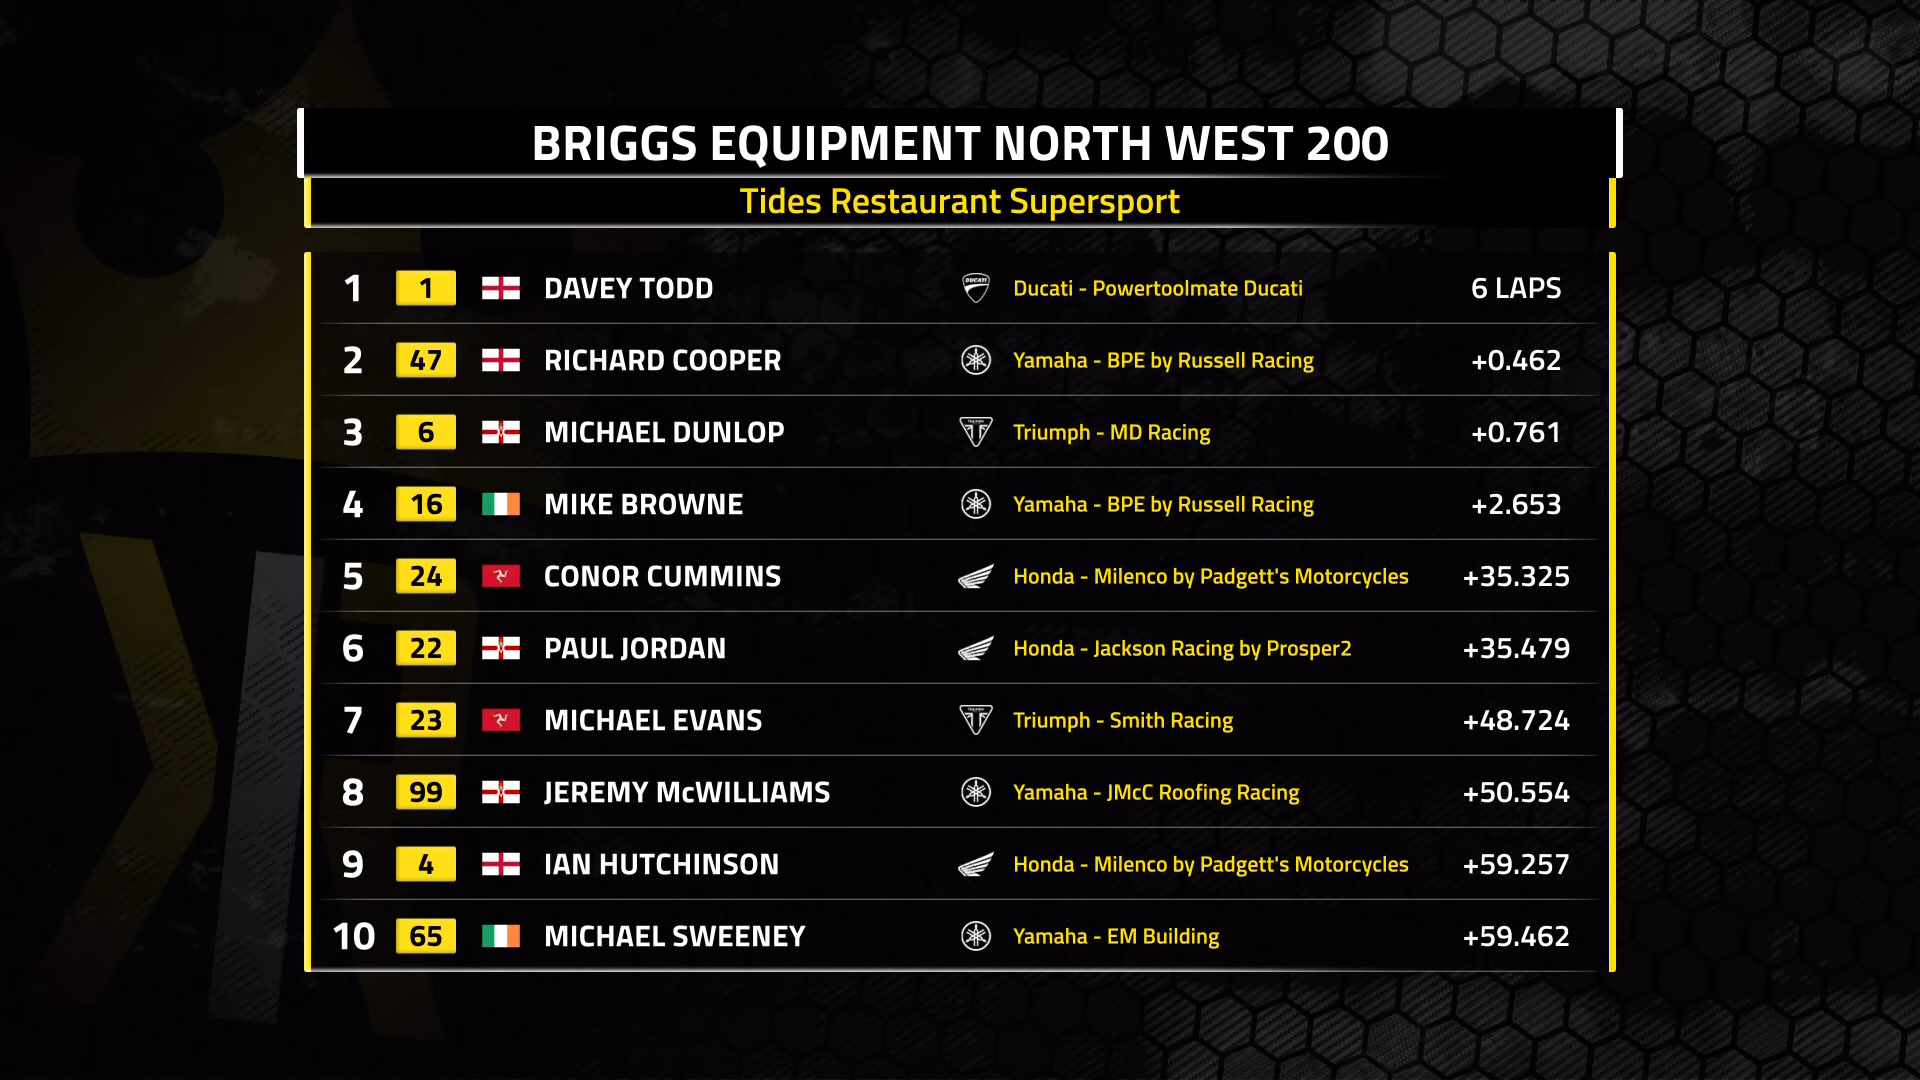 BRIGGS EQUIPMENT NORTH WEST 200
Tides Restaurant Supersport
1 1 DAVEY TODD DUCATI Ducati - Powertoolmate Ducati 6 LAPS
2 47 RICHARD COOPER Yamaha - BPE by Russell Racing +0.462
3 6 MICHAEL DUNLOP TRIUMPH Triumph - MD Racing +0.761
4 16 MIKE BROWNE Yamaha - BPE by Russell Racing +2.653
5 24 CONOR CUMMINS Honda - Milenco by Padgett's Motorcycles +35.325
6 22 PAUL JORDAN Honda - Jackson Racing by Prosper2 +35.479
7 23 MICHAEL EVANS TRIUMPH Triumph - Smith Racing +48.724
8 99 JEREMY McWILLIAMS Yamaha - JMcC Roofing Racing +50.554
9 4 IAN HUTCHINSON Honda - Milenco by Padgett's Motorcycles +59.257
10 65 MICHAEL SWEENEY Yamaha - EM Building +59.462